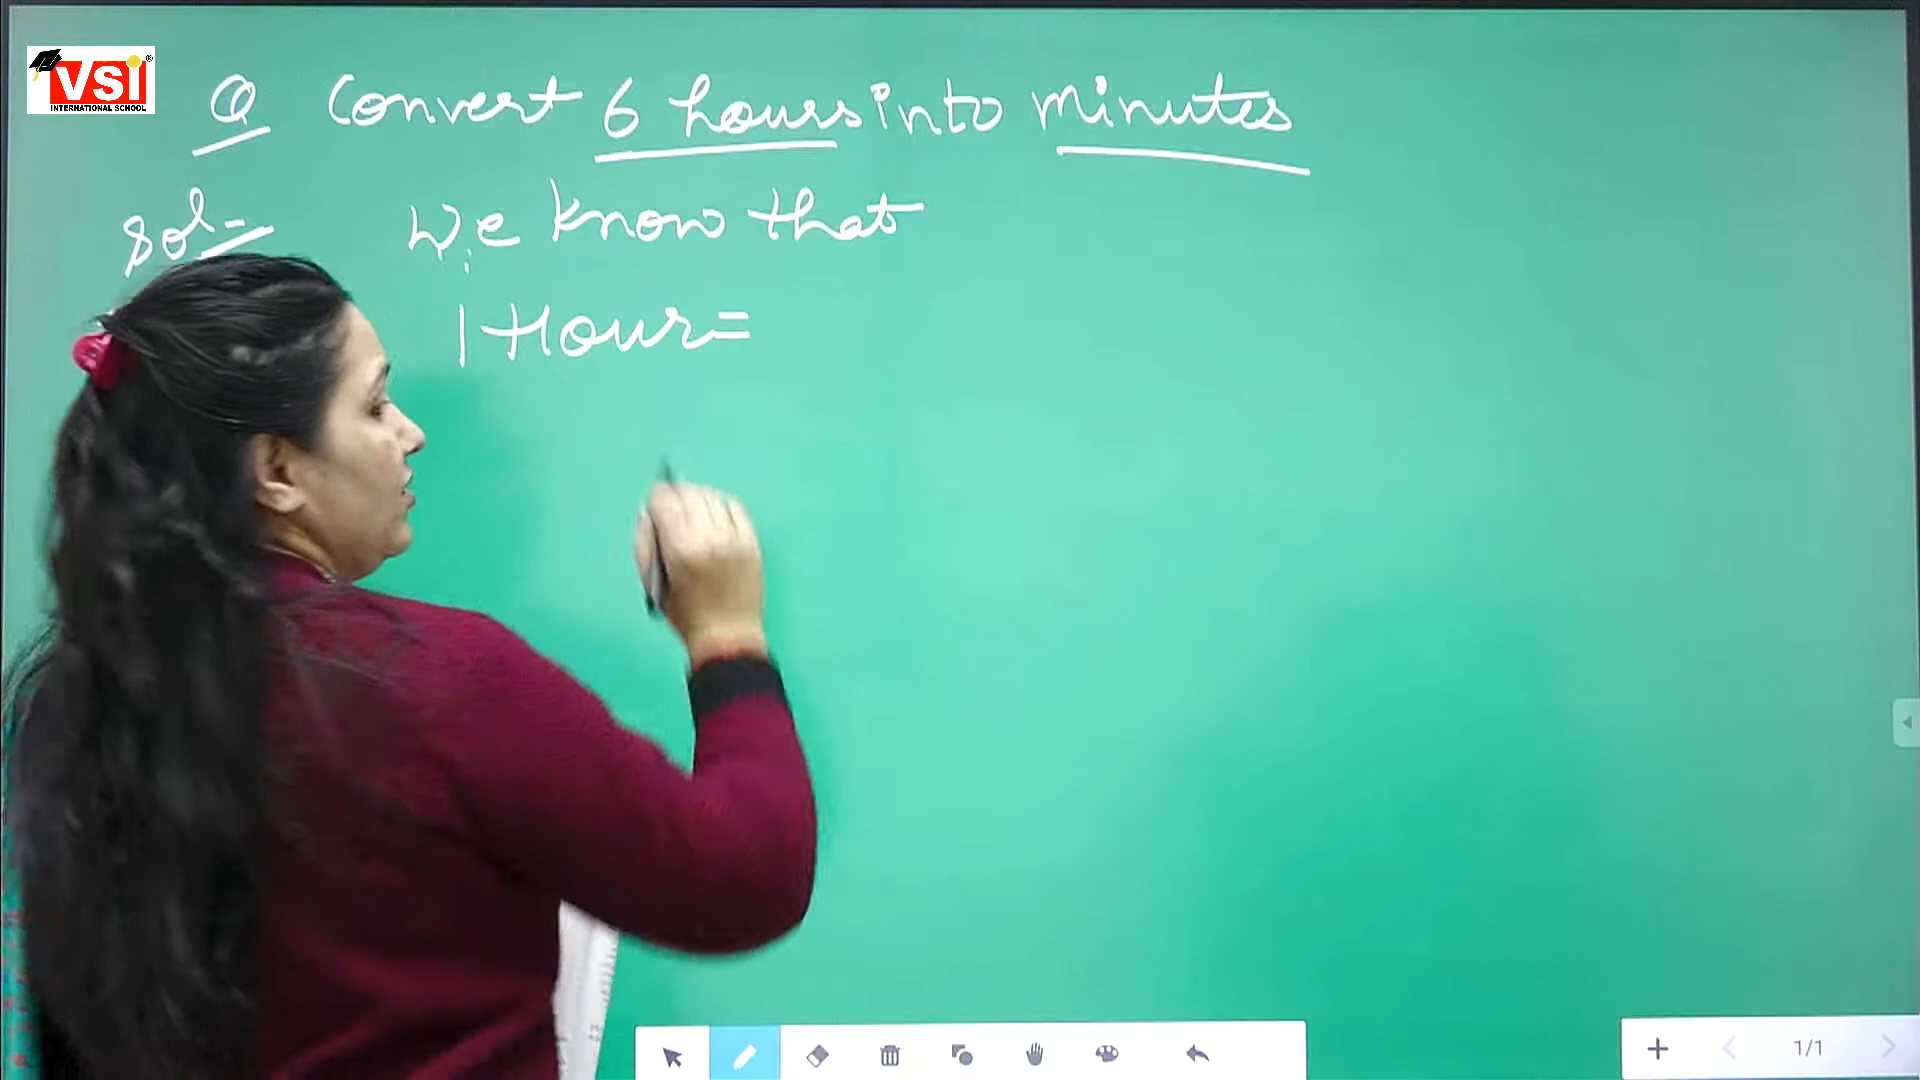 VSI
INTERNATIONAL SCHOOL
Q Convert 6 hours into minutes
Sol- We know that
1 Hour=
1/1